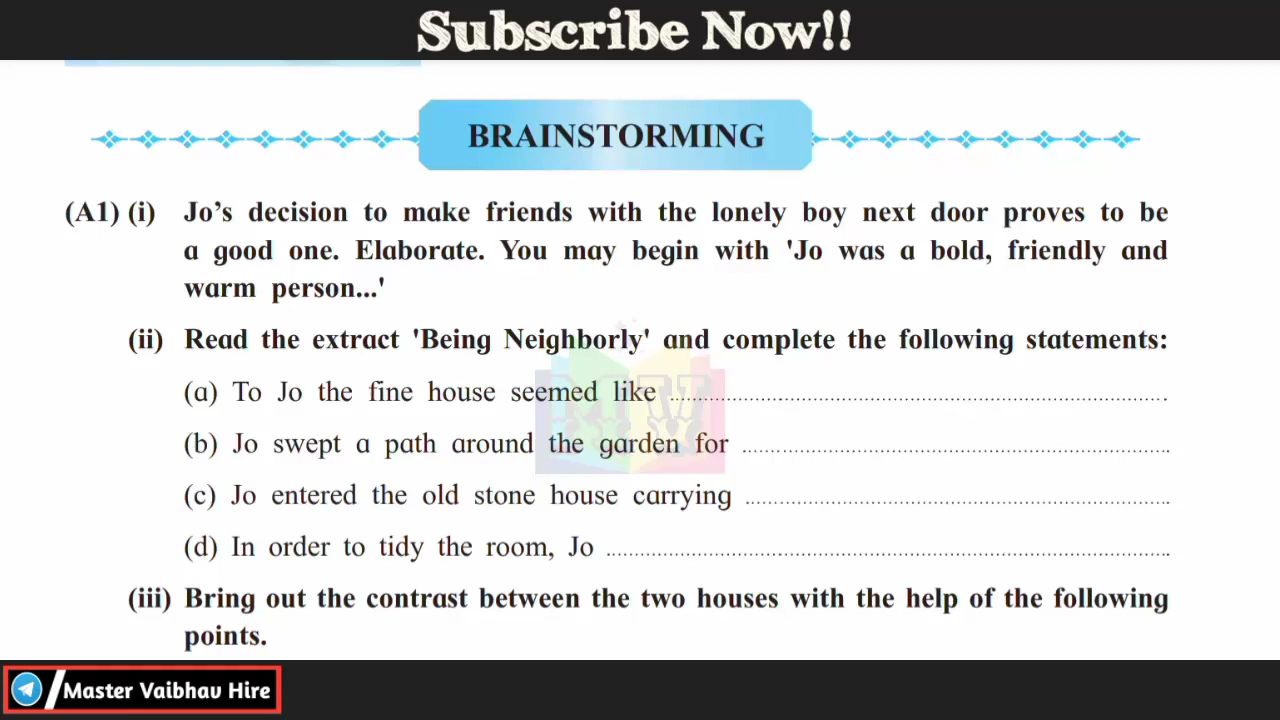 Subscribe Now!!
BRAINSTORMING
(A1) (i) Jo's decision to make friends with the lonely boy next door proves to be
a good one. Elaborate. You may begin with 'Jo was a bold, friendly and
warm person...'
(ii) Read the extract 'Being Neighborly' and complete the following statements:
(a) To Jo the fine house seemed like ....................
(b) Jo swept a path around the garden for ....................
(c) Jo entered the old stone house carrying ....................
(d) In order to tidy the room, Jo ....................
(iii) Bring out the contrast between the two houses with the help of the following
points.
MV
Master Vaibhav Hire